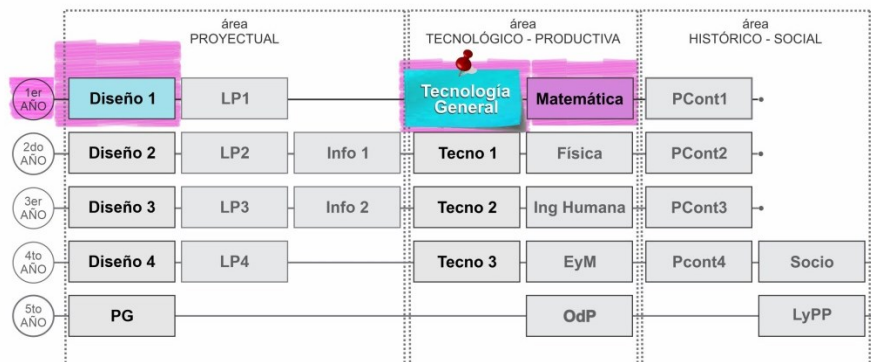 área
PROYECTUAL
área
TECNOLÓGICO - PRODUCTIVA
área
HISTÓRICO - SOCIAL
1er
AÑO
Diseño 1
LP1
Tecnología
General
Matemática
PCont1
2do
AÑO
Diseño 2
LP2
Info 1
Tecno 1
Física
PCont2
3er
AÑO
Diseño 3
LP3
Info 2
Tecno 2
Ing Humana
PCont3
4to
AÑO
Diseño 4
LP4
Tecno 3
EyM
Pcont4
Socio
5to
AÑO
PG
OdP
LyPP